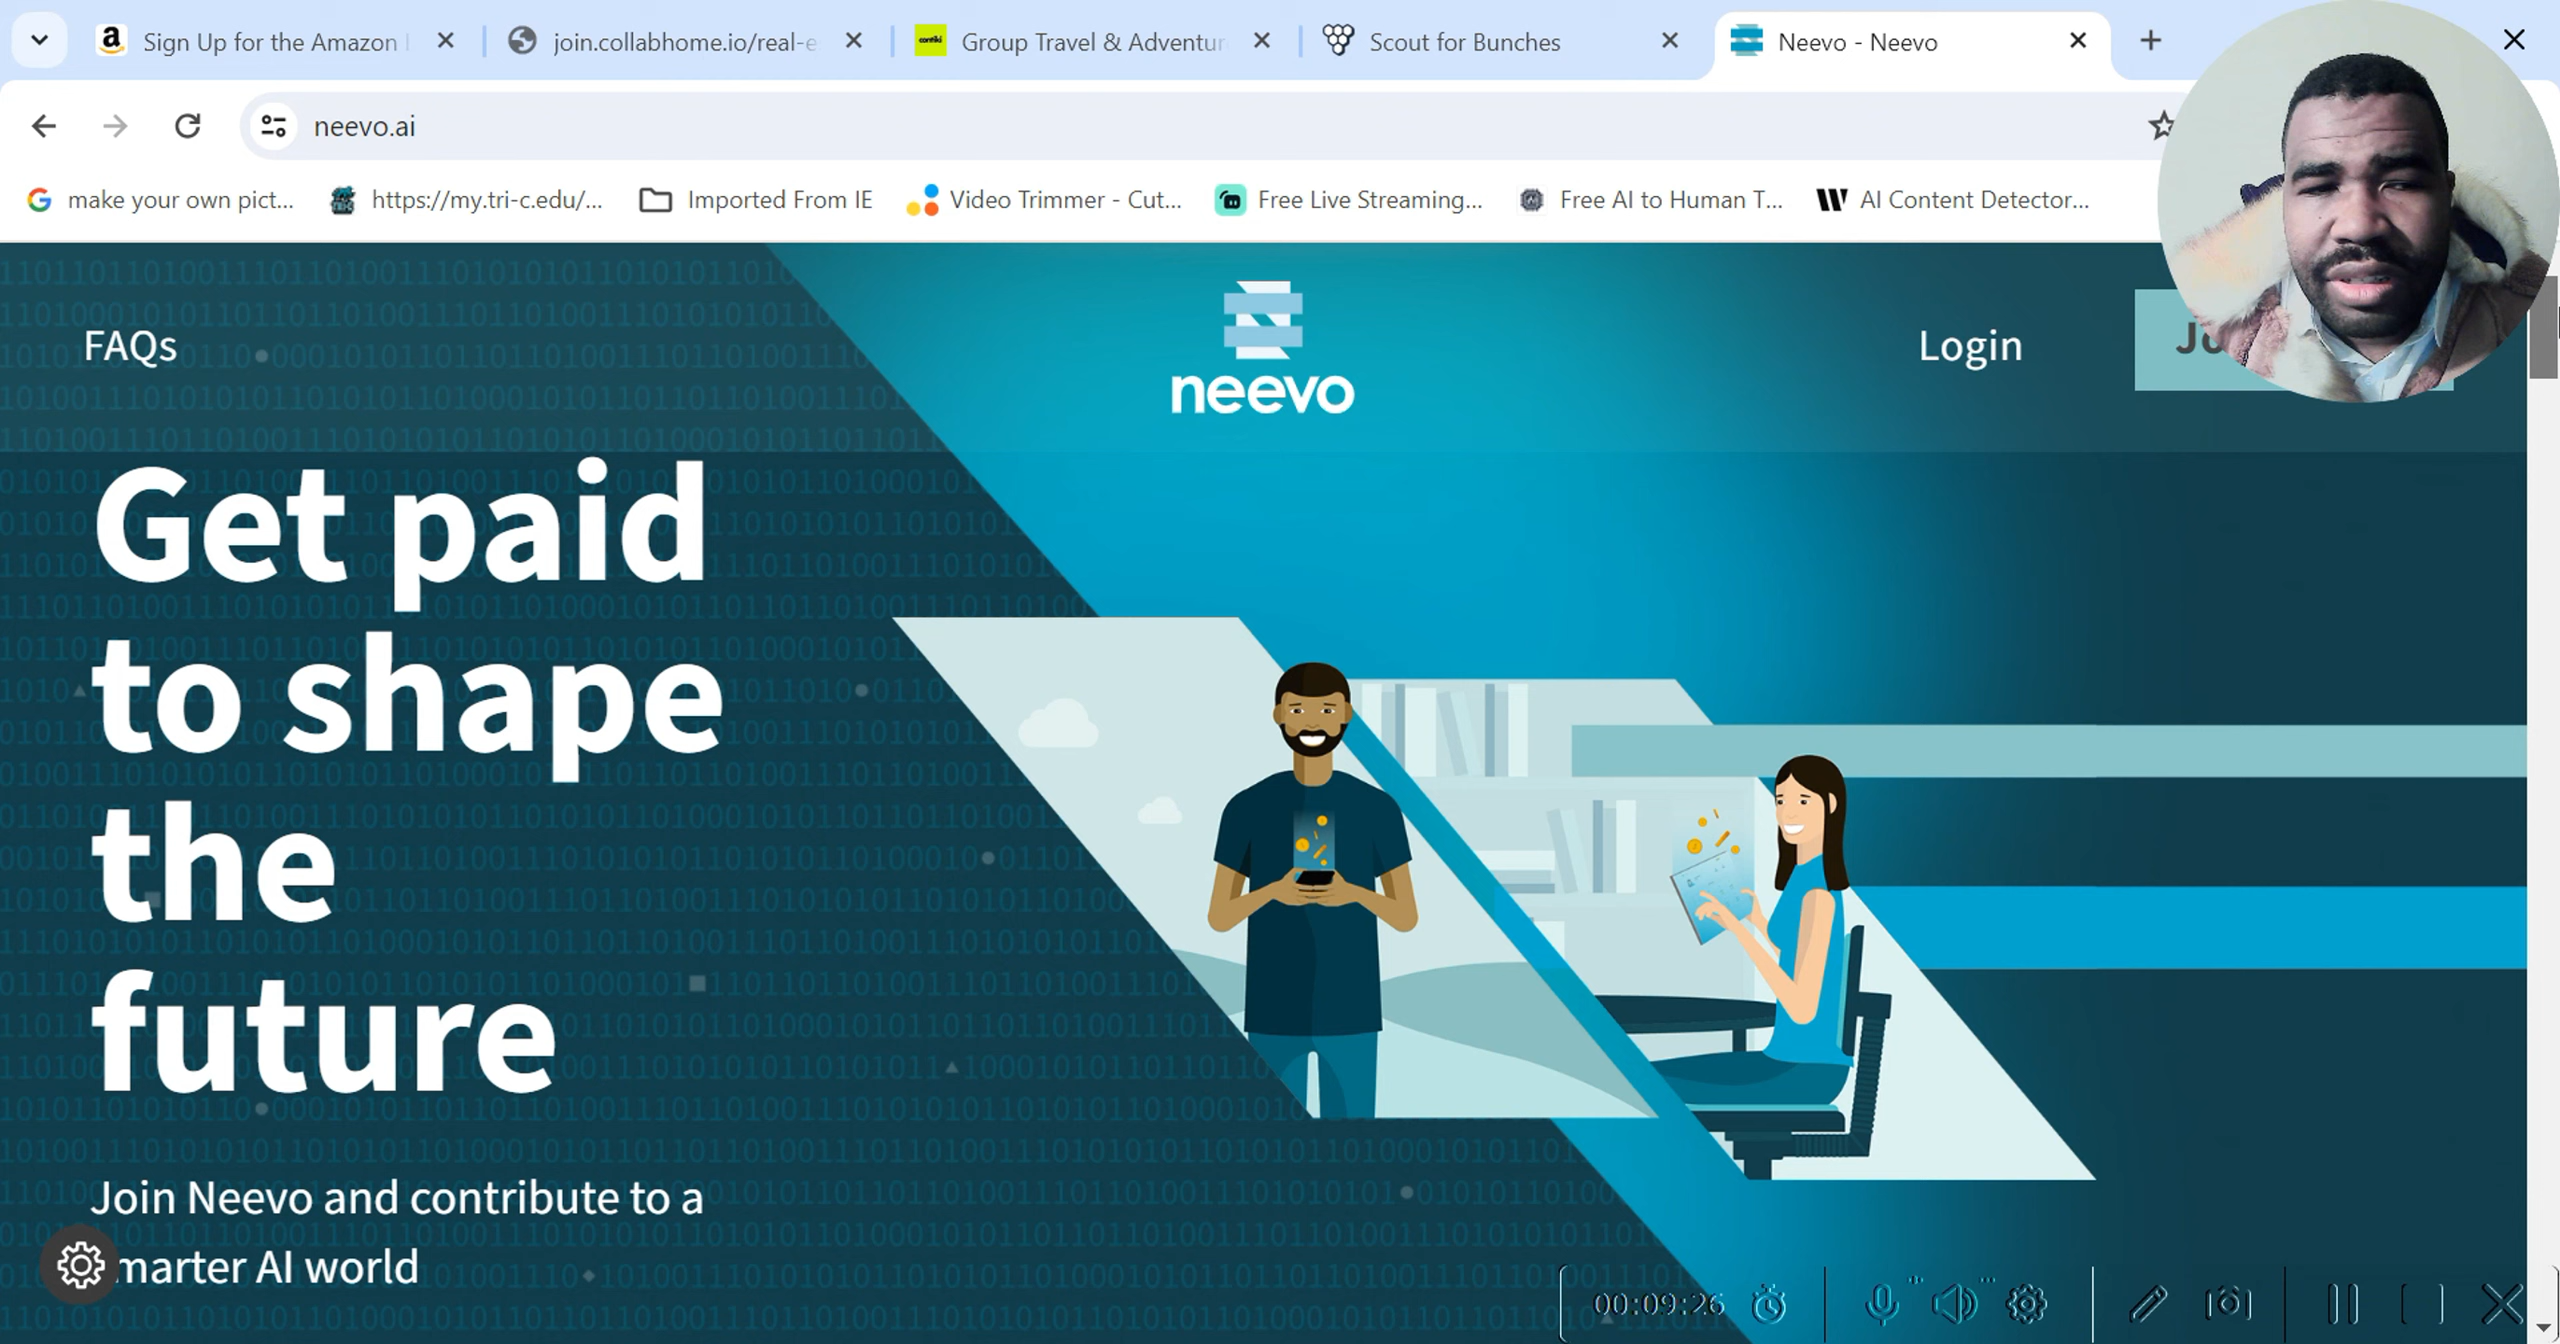 Sign Up for the Amazon
join.collabhome.io/real-e
Group Travel & Adventur
Scout for Bunches
Neevo - Neevo
neevo.ai
make your own pict...
https://my.tri-c.edu/...
Imported From IE
Video Trimmer - Cut...
Free Live Streaming...
Free AI to Human T...
AI Content Detector...
FAQs
neevo
Login
Jo
Get paid
to shape
the
future
Join Neevo and contribute to a
marter AI world
00:09:26